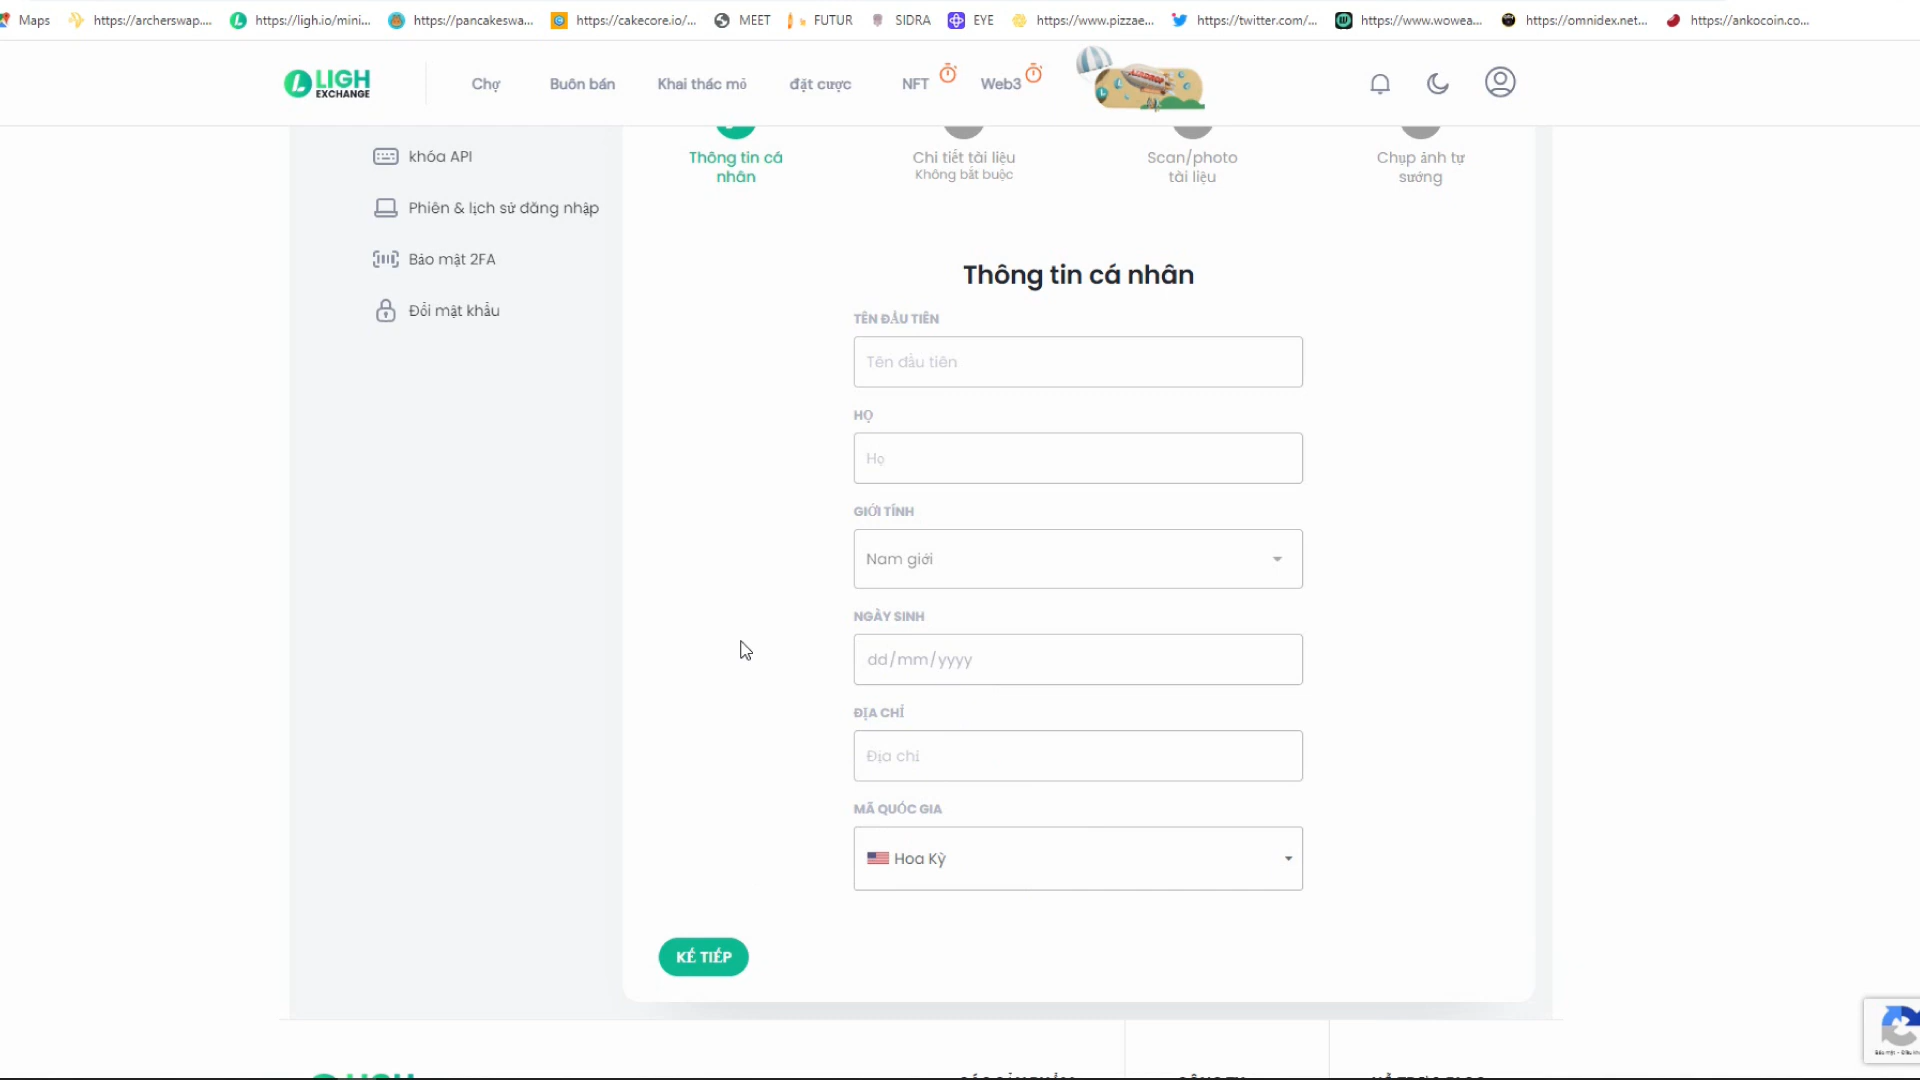 Maps https://archerswap.... https://ligh.io/mini... https://pancakeswa... https://cakecore.io/... MEET FUTUR SIDRA EYE https://www.pizzae... https://twitter.com/... https://www.wowea... https://omnidex.net... https://ankocoin.co...
LIGH
EXCHANGE
Chợ Buôn bán Khai thác mỏ đặt cược NFT Web3
AIRDROP
khóa API
Phiên & lịch sử đăng nhập
Bảo mật 2FA
Đổi mật khẩu
Thông tin cá
nhân
Chi tiết tài liệu
Không bắt buộc
Scan/photo
tài liệu
Chụp ảnh tự
sướng
Thông tin cá nhân
TÊN ĐẦU TIÊN
Tên đầu tiên
HỌ
Họ
GIỚI TÍNH
Nam giới
NGÀY SINH
dd/mm/yyyy
ĐỊA CHỈ
Địa chỉ
MÃ QUỐC GIA
Hoa Kỳ
KẾ TIẾP